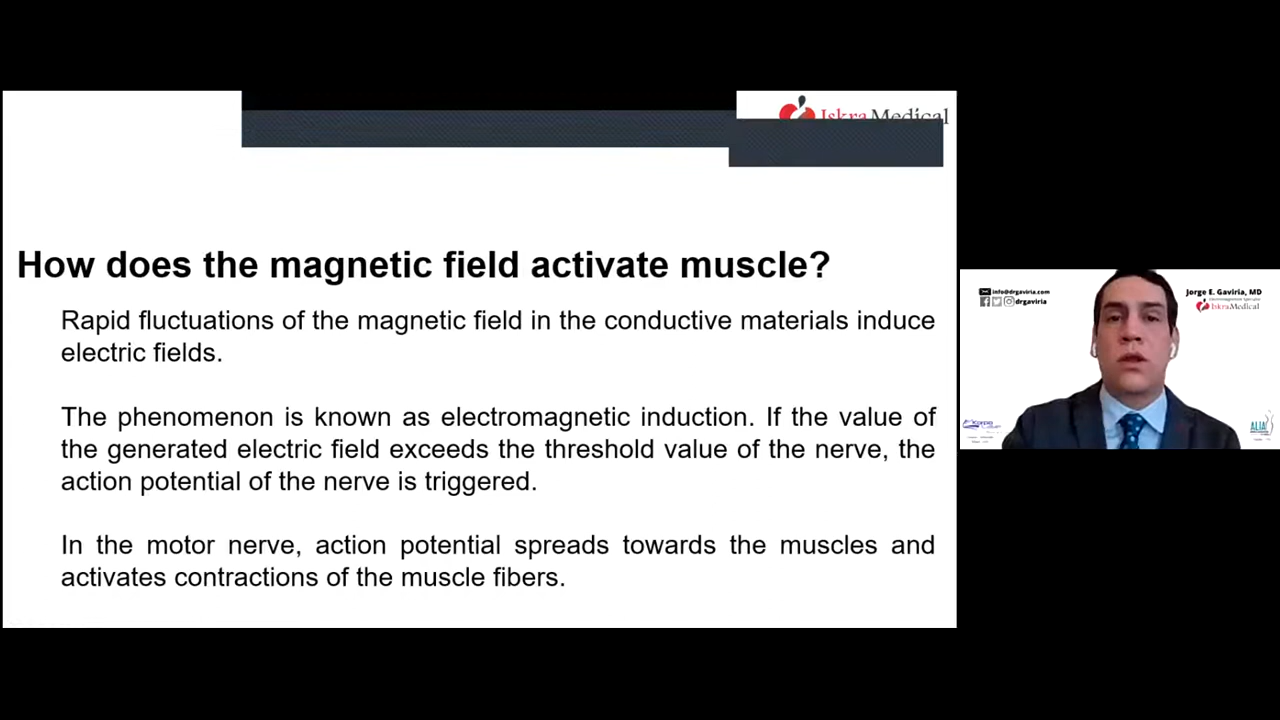 Iskra Medical
How does the magnetic field activate muscle?
Rapid fluctuations of the magnetic field in the conductive materials induce
electric fields.
The phenomenon is known as electromagnetic induction. If the value of
the generated electric field exceeds the threshold value of the nerve, the
action potential of the nerve is triggered.
In the motor nerve, action potential spreads towards the muscles and
activates contractions of the muscle fibers.
info@drgaviria.com
drgaviria
Jorge E. Gaviria, MD
IskraMedical
ALIA